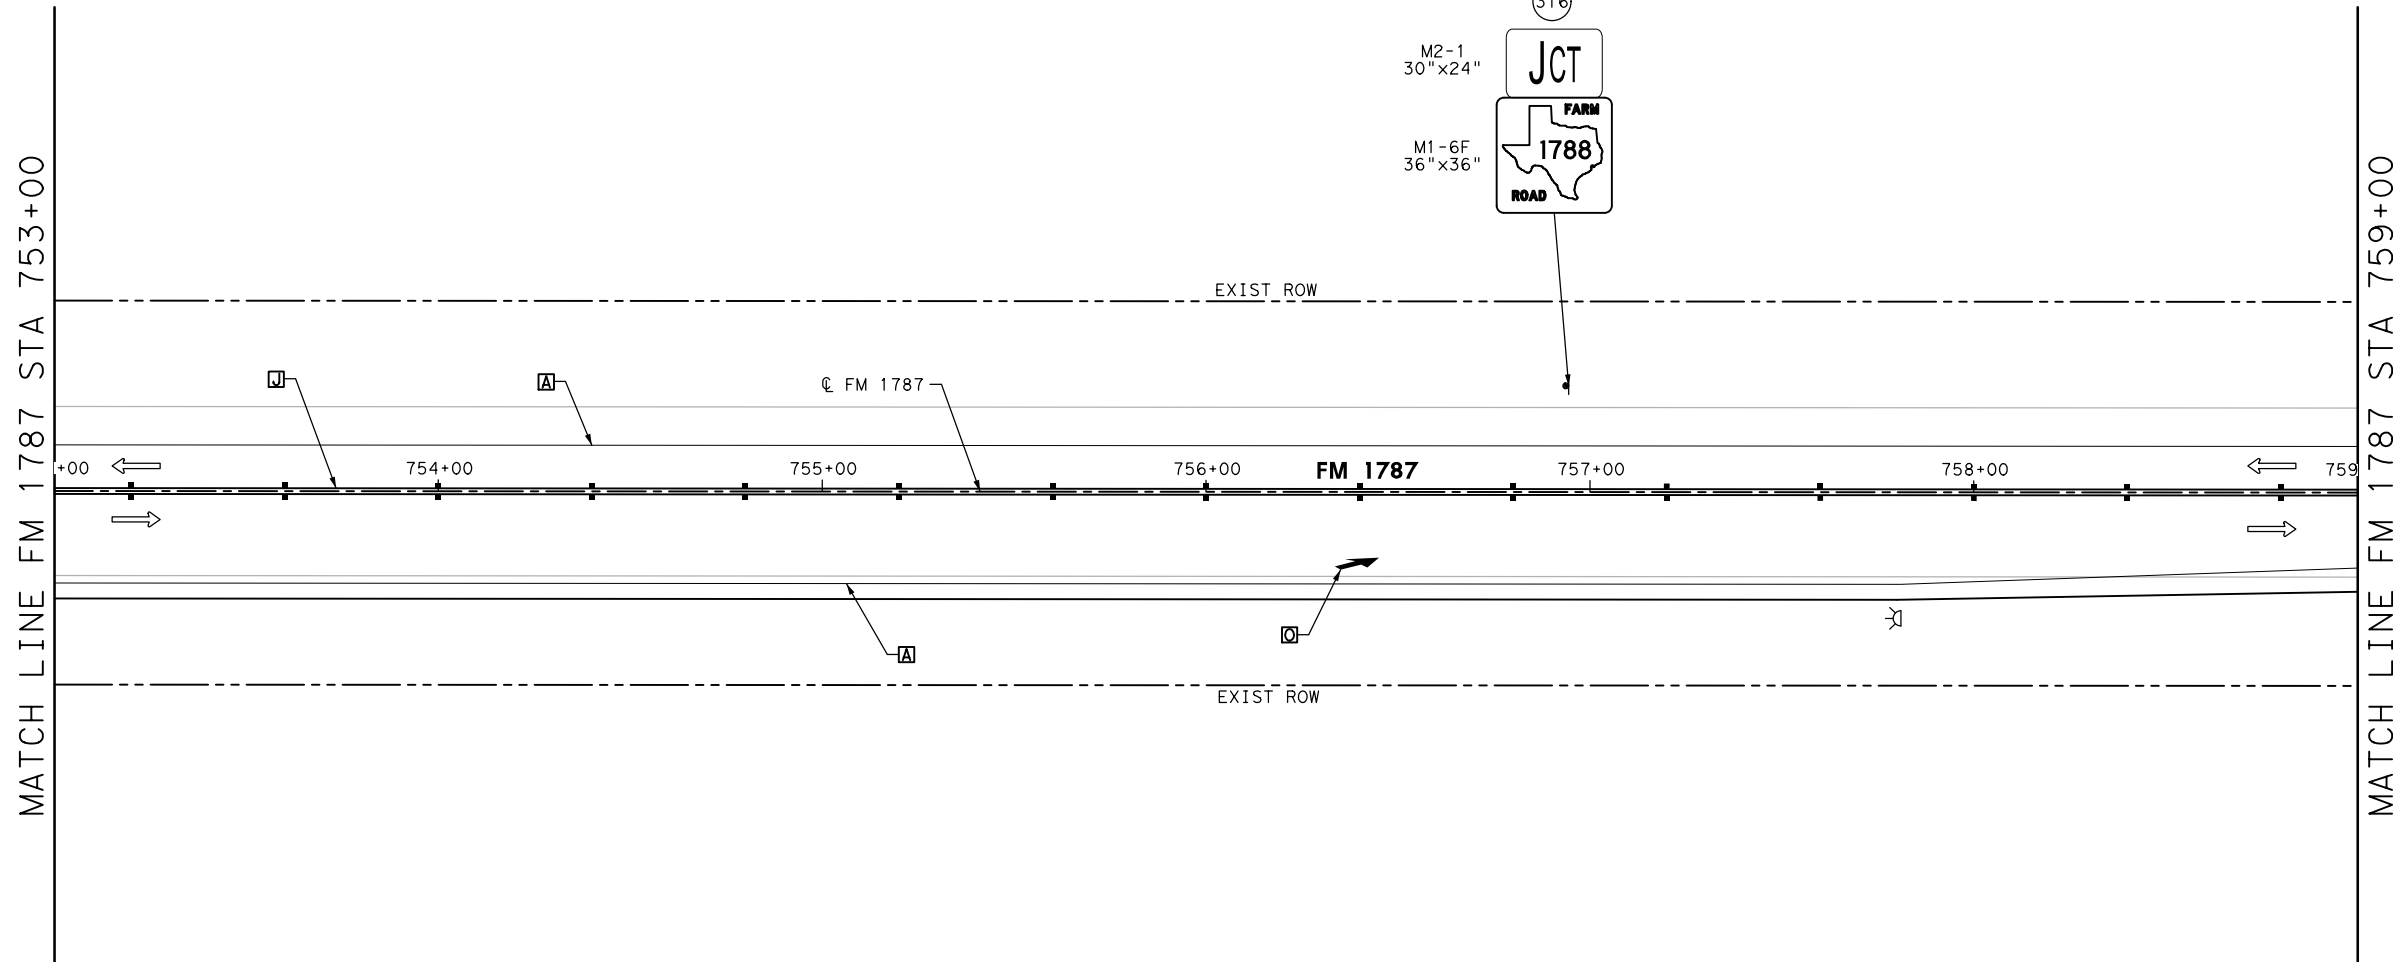 316
M2-1
30"x24"
JCT
FARM
1788
ROAD
M1-6F
36"x36"
MATCH LINE FM 1787 STA 753+00
MATCH LINE FM 1787 STA 759+00
EXIST ROW
J
A
℄ FM 1787
+00
754+00
755+00
756+00
FM 1787
757+00
758+00
759
O
A
EXIST ROW